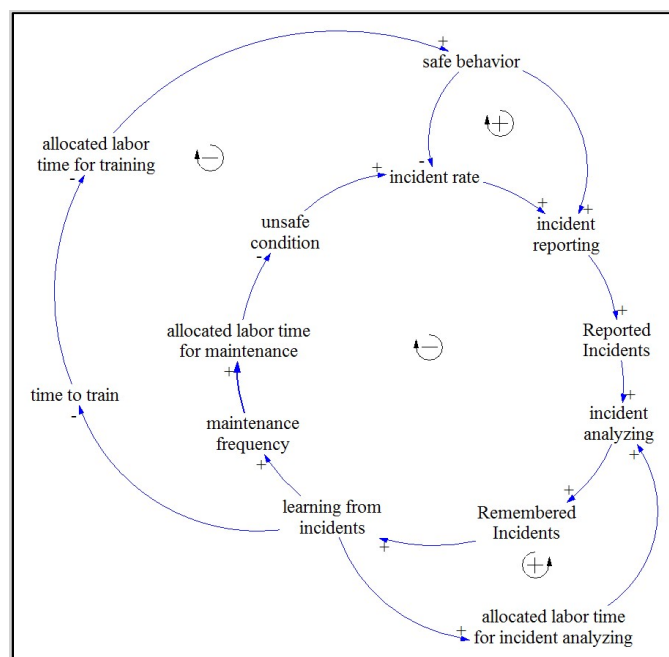 safe behavior
allocated labor
time for training
incident rate
unsafe
condition
incident
reporting
allocated labor time
for maintenance
Reported
Incidents
time to train
maintenance
frequency
incident
analyzing
learning from
incidents
Remembered
Incidents
allocated labor time
for incident analyzing